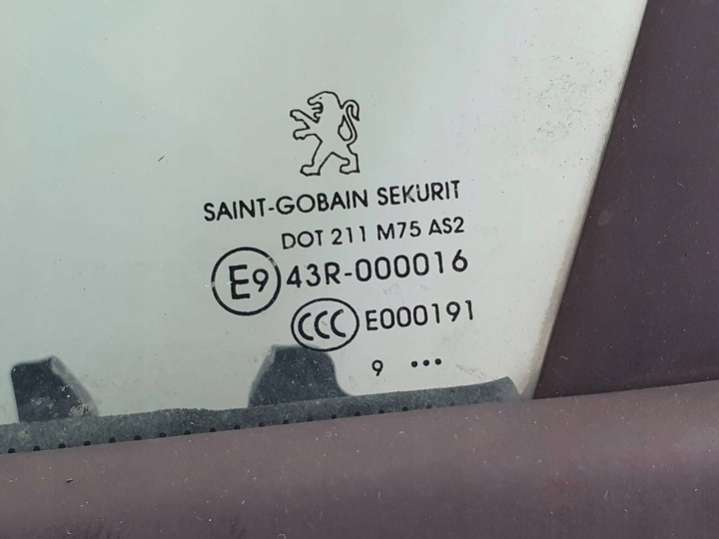 SAINT-GOBAIN SEKURIT
DOT 211 M75 AS2
E9 43R-000016
CCC E000191
9 •••